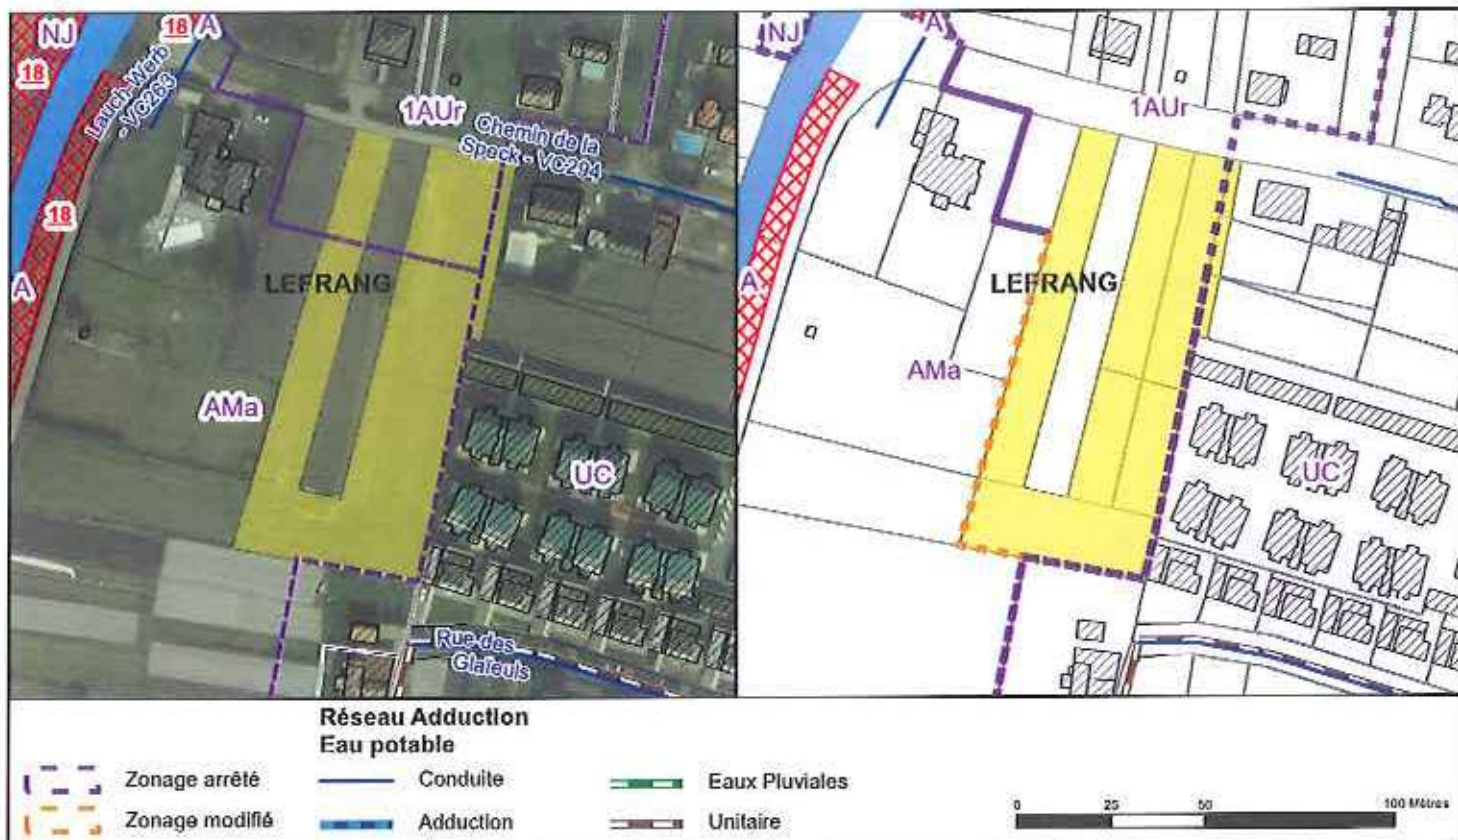 NJ
18
A
18
Lauch-Werb
- VC263
18
A
1AUr
Chemin de la
Speck - VC294
LEFRANG
AMa
UC
Rue des
Glaïeuls
NJ
A
1AUr
A
LEFRANG
AMa
UC
Réseau Adduction
Eau potable
Zonage arrêté
Conduite
Eaux Pluviales
Zonage modifié
Adduction
Unitaire
0 25 50 100 Mètres